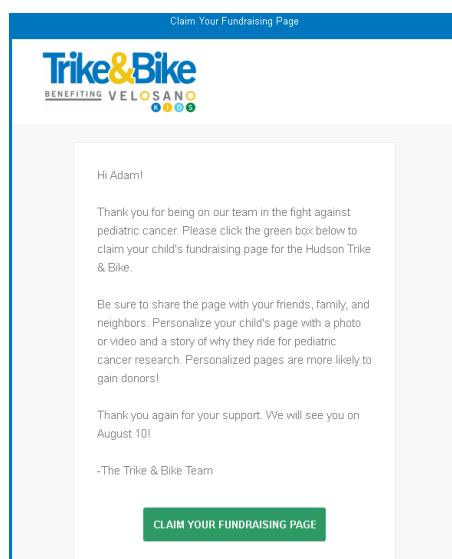 Claim Your Fundraising Page
Trike&Bike
BENEFITING VELOSANO
KIDS
Hi Adam!
Thank you for being on our team in the fight against
pediatric cancer. Please click the green box below to
claim your child's fundraising page for the Hudson Trike
& Bike.
Be sure to share the page with your friends, family, and
neighbors. Personalize your child's page with a photo
or video and a story of why they ride for pediatric
cancer research. Personalized pages are more likely to
gain donors!
Thank you again for your support. We will see you on
August 10!
-The Trike & Bike Team
CLAIM YOUR FUNDRAISING PAGE